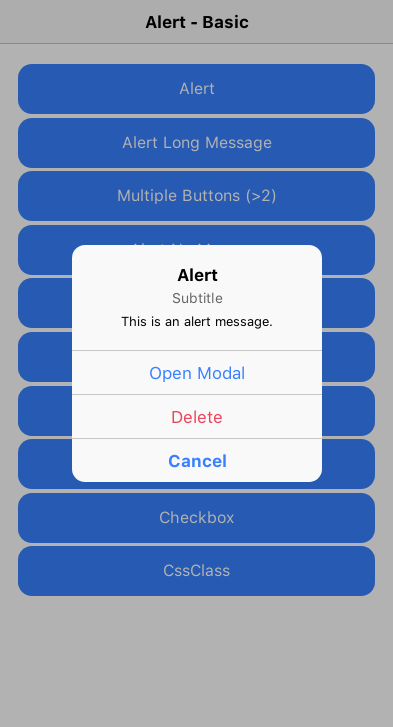 Alert - Basic
Alert
Alert Long Message
Multiple Buttons (>2)
Alert
Subtitle
This is an alert message.
Open Modal
Delete
Cancel
Checkbox
CssClass